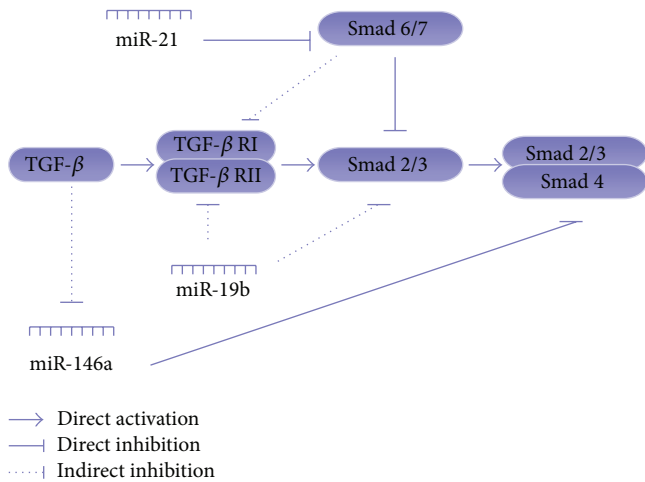 miR-21
Smad 6/7
TGF-β
TGF-β RI
TGF-β RII
Smad 2/3
Smad 2/3
Smad 4
miR-19b
miR-146a
Direct activation
Direct inhibition
Indirect inhibition